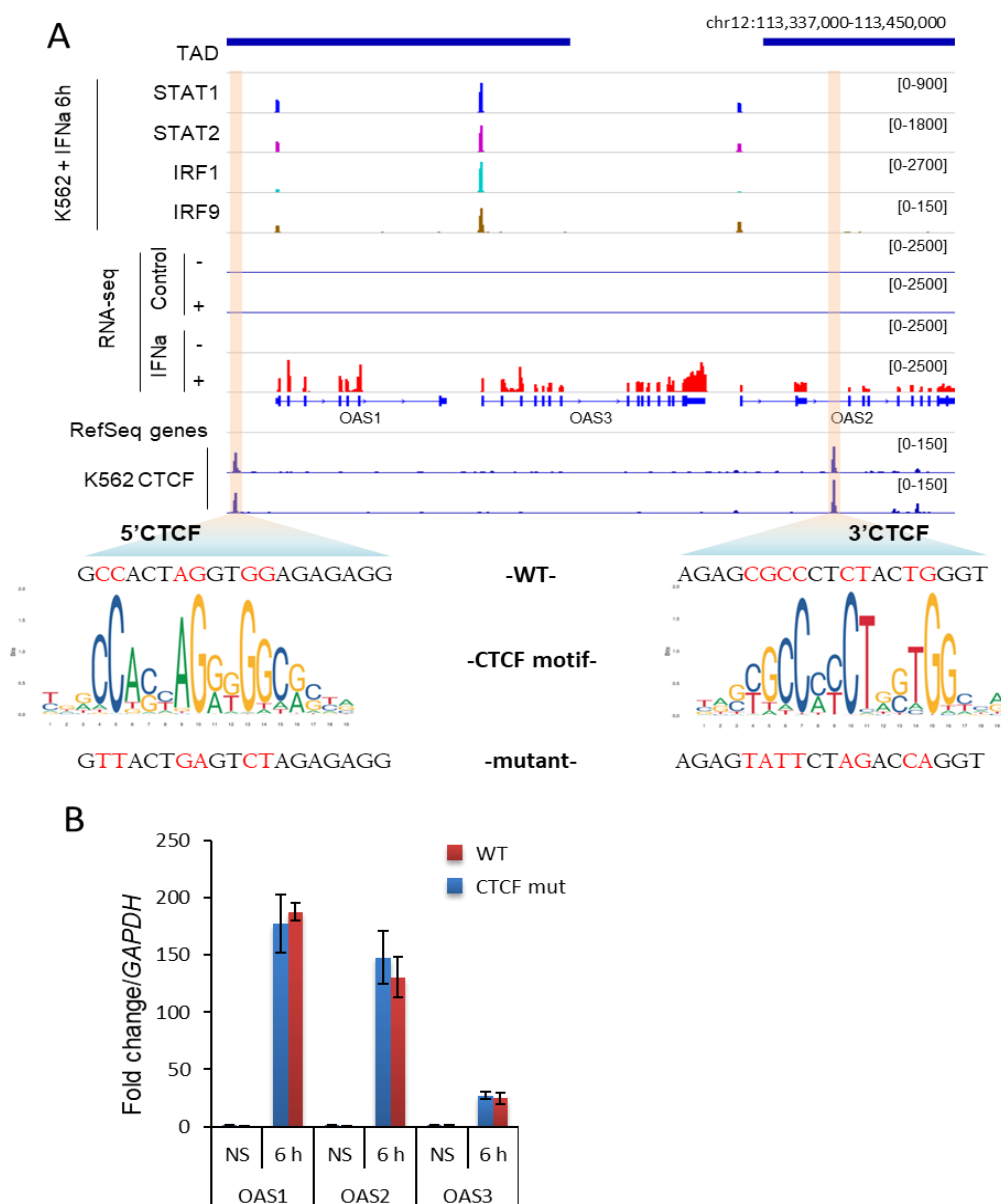 A
chr12:113,337,000-113,450,000
TAD
K562 + IFNa 6h
STAT1
[0-900]
STAT2
[0-1800]
IRF1
[0-2700]
IRF9
[0-150]
RNA-seq
Control
-
[0-2500]
+
[0-2500]
IFNa
-
[0-2500]
+
[0-2500]
OAS1
OAS3
OAS2
RefSeq genes
K562 CTCF
[0-150]
[0-150]
5'CTCF
3'CTCF
GCCACTAGGTGGAGAGAGG
-WT-
AGAGCGCCCTCTACTGGGT
-CTCF motif-
GTTACTGAGTCTAGAGAGG
-mutant-
AGAGTATTCTAGACCAGGT
B
Fold change/GAPDH
250
200
150
100
50
0
WT
CTCF mut
NS
6 h
NS
6 h
NS
6 h
OAS1
OAS2
OAS3